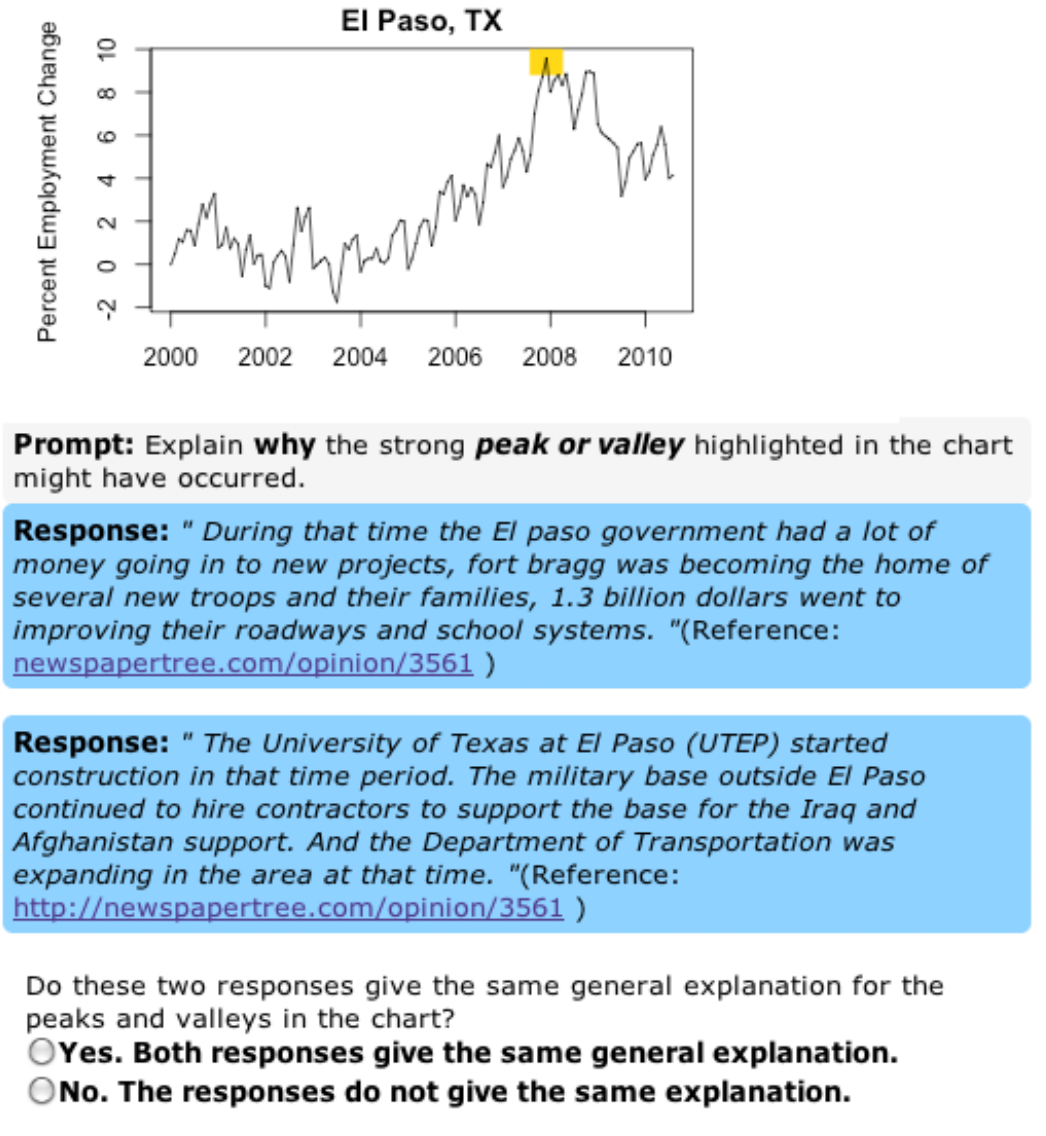 El Paso, TX
Percent Employment Change
10
8
6
4
2
0
-2
2000 2002 2004 2006 2008 2010
Prompt: Explain why the strong peak or valley highlighted in the chart
might have occurred.
Response: " During that time the El paso government had a lot of
money going in to new projects, fort bragg was becoming the home of
several new troops and their families, 1.3 billion dollars went to
improving their roadways and school systems. "(Reference:
newspapertree.com/opinion/3561 )
Response: " The University of Texas at El Paso (UTEP) started
construction in that time period. The military base outside El Paso
continued to hire contractors to support the base for the Iraq and
Afghanistan support. And the Department of Transportation was
expanding in the area at that time. "(Reference:
http://newspapertree.com/opinion/3561 )
Do these two responses give the same general explanation for the
peaks and valleys in the chart?
Yes. Both responses give the same general explanation.
No. The responses do not give the same explanation.